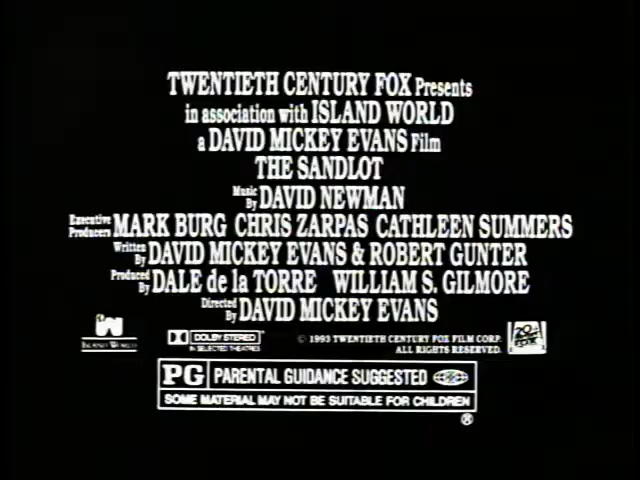 TWENTIETH CENTURY FOX Presents
in association with ISLAND WORLD
a DAVID MICKEY EVANS Film
THE SANDLOT
Music By DAVID NEWMAN
Executive Producers MARK BURG CHRIS ZARPAS CATHLEEN SUMMERS
Written By DAVID MICKEY EVANS & ROBERT GUNTER
Produced By DALE de la TORRE WILLIAM S. GILMORE
Directed By DAVID MICKEY EVANS
ISLAND WORLD
DOLBY STEREO
IN SELECTED THEATRES
© 1993 TWENTIETH CENTURY FOX FILM CORP.
ALL RIGHTS RESERVED.
PG PARENTAL GUIDANCE SUGGESTED
SOME MATERIAL MAY NOT BE SUITABLE FOR CHILDREN
®